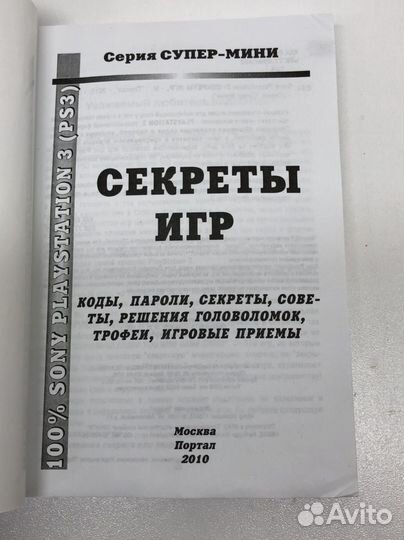 Серия СУПЕР-МИНИ
100% SONY PLAYSTATION 3 (PS3)
СЕКРЕТЫ
ИГР
КОДЫ, ПАРОЛИ, СЕКРЕТЫ, СОВЕ-
ТЫ, РЕШЕНИЯ ГОЛОВОЛОМОК,
ТРОФЕИ, ИГРОВЫЕ ПРИЕМЫ
Москва
Портал
2010
Avito